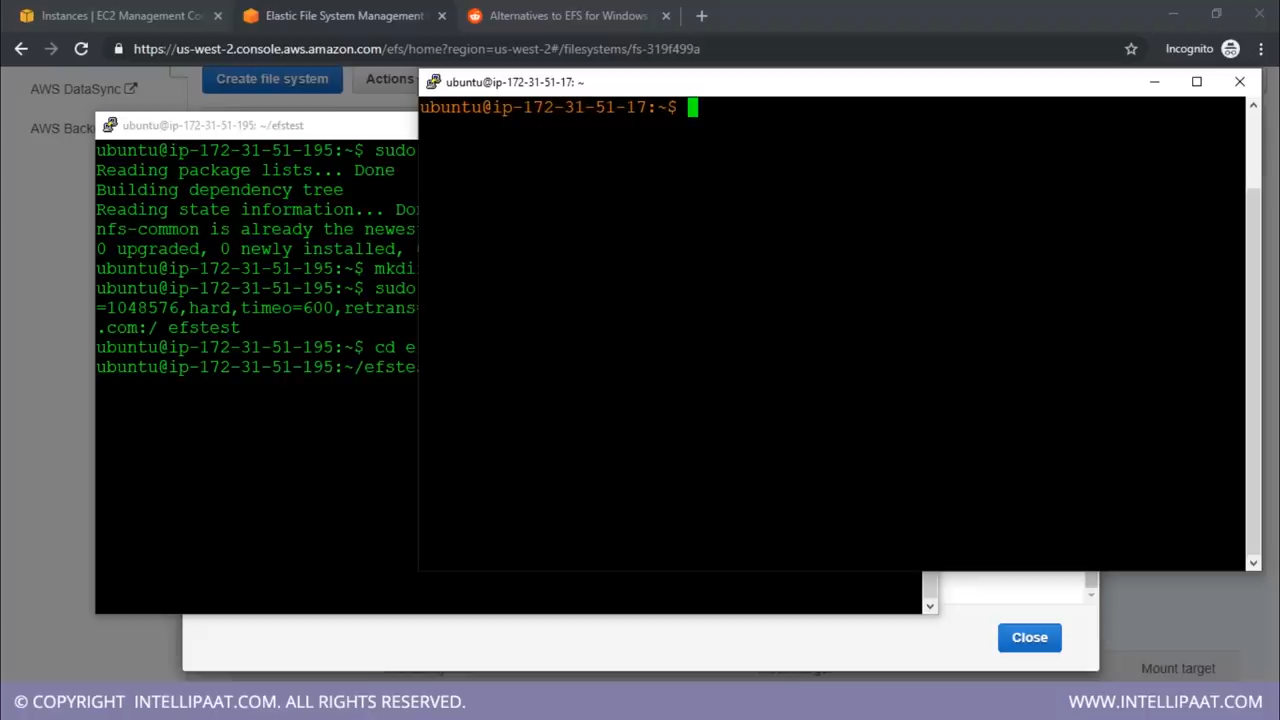 Instances | EC2 Management Co
Elastic File System Management
Alternatives to EFS for Windows
https://us-west-2.console.aws.amazon.com/efs/home?region=us-west-2#/filesystems/fs-319f499a
Incognito
AWS DataSync
Create file system
Actions
AWS Back
ubuntu@ip-172-31-51-17: ~
ubuntu@ip-172-31-51-17:~$
ubuntu@ip-172-31-51-195: ~/efstest
ubuntu@ip-172-31-51-195:~$ sudo
Reading package lists... Done
Building dependency tree
Reading state information... Do
nfs-common is already the newes
0 upgraded, 0 newly installed,
ubuntu@ip-172-31-51-195:~$ mkdi
ubuntu@ip-172-31-51-195:~$ sudo
=1048576,hard,timeo=600,retrans
.com:/ efstest
ubuntu@ip-172-31-51-195:~$ cd e
ubuntu@ip-172-31-51-195:~/efste
Close
Mount target
© COPYRIGHT INTELLIPAAT.COM. ALL RIGHTS RESERVED.
WWW.INTELLIPAAT.COM